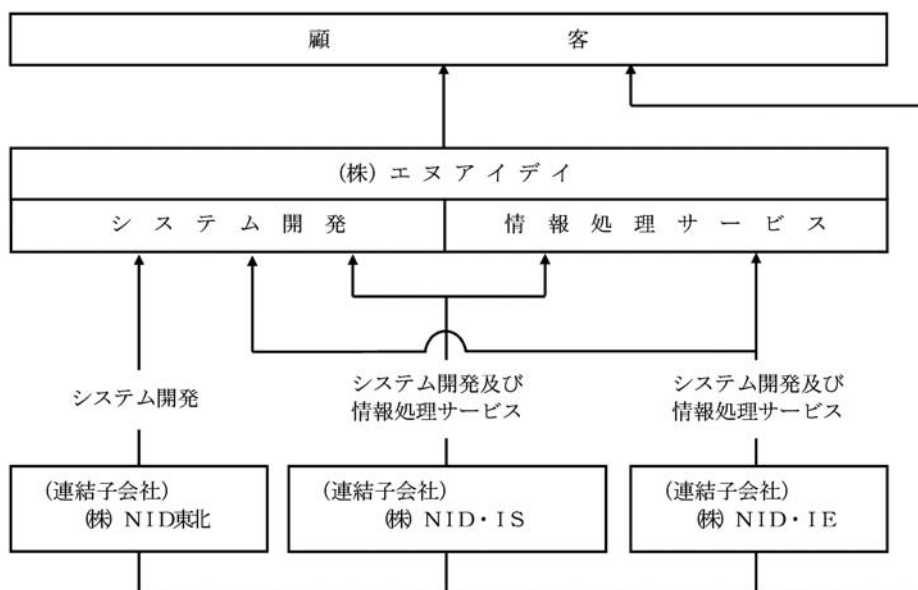 顧客
(株)エヌアイデイ
システム開発
情報処理サービス
システム開発
システム開発及び
情報処理サービス
システム開発及び
情報処理サービス
(連結子会社)
㈱ NID東北
(連結子会社)
㈱ NID・IS
(連結子会社)
㈱ NID・IE